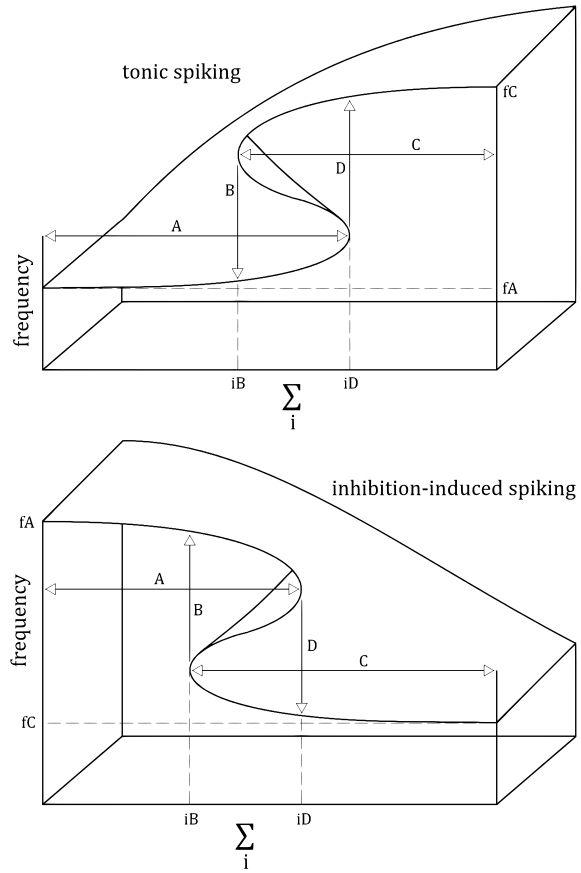 tonic spiking
fC
C
D
B
A
frequency
fA
iB
iD
Σ
i
inhibition-induced spiking
fA
A
B
frequency
D
C
fC
iB
iD
Σ
i